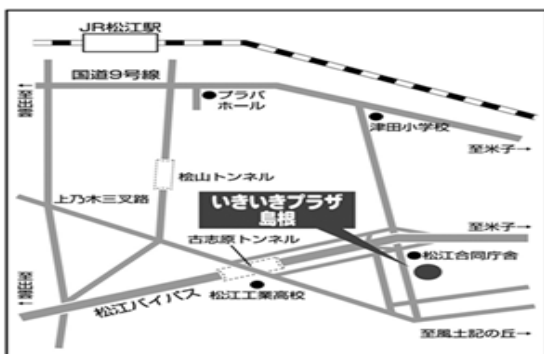 JR松江駅
国道9号線
至出雲
プラバ
ホール
津田小学校
至米子
桧山トンネル
上乃木三叉路
いきいきプラザ
島根
至米子
古志原トンネル
松江合同庁舎
至出雲
松江バイパス
松江工業高校
至風土記の丘